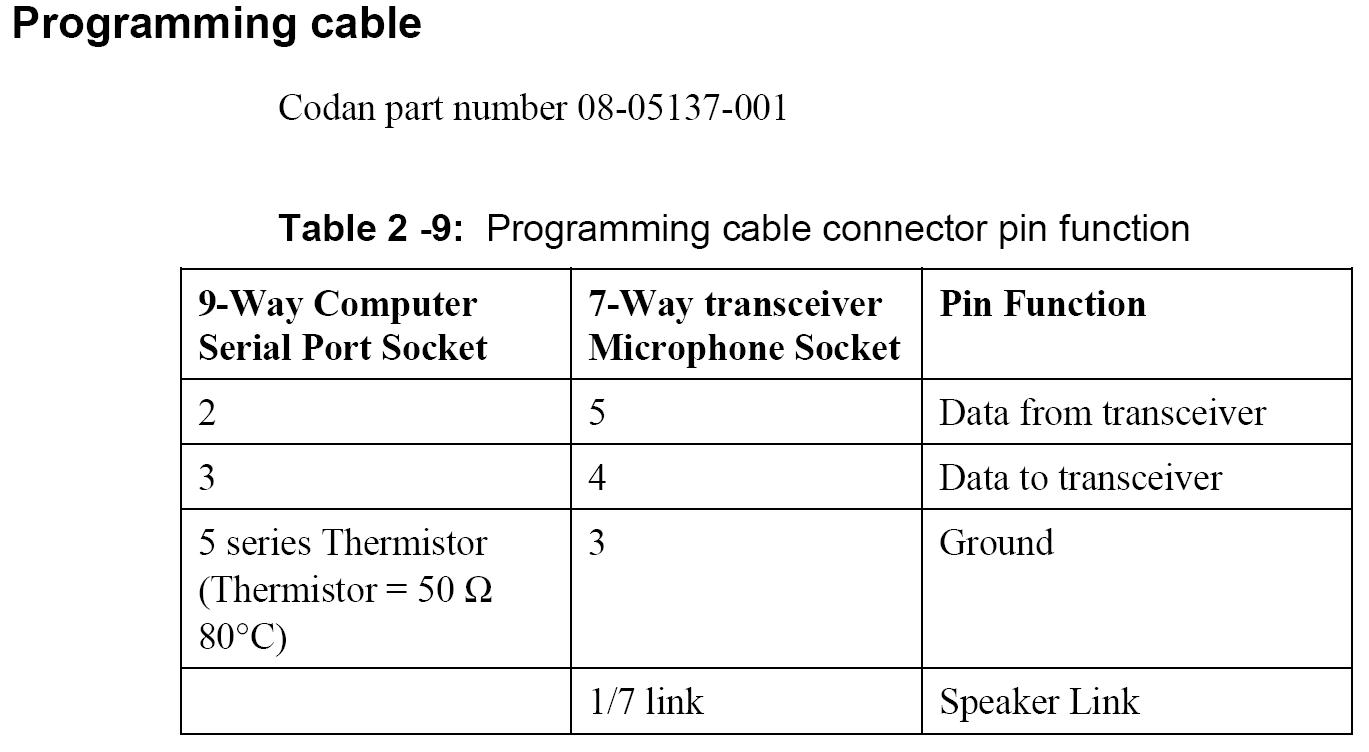 Programming cable
Codan part number 08-05137-001
Table 2 -9: Programming cable connector pin function
9-Way Computer Serial Port Socket 7-Way transceiver Microphone Socket Pin Function
2 5 Data from transceiver
3 4 Data to transceiver
5 series Thermistor (Thermistor = 50 Ω 80°C) 3 Ground
1/7 link Speaker Link